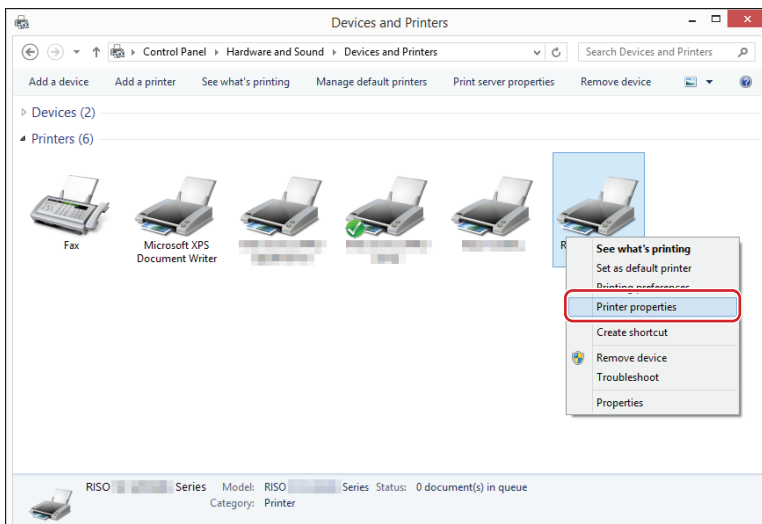 Devices and Printers
Control Panel Hardware and Sound Devices and Printers
Search Devices and Printers
Add a device Add a printer See what's printing Manage default printers Print server properties Remove device
Devices (2)
Printers (6)
Fax
Microsoft XPS
Document Writer
R
See what's printing
Set as default printer
Printing preferences
Printer properties
Create shortcut
Remove device
Troubleshoot
Properties
RISO Series Model: RISO Series Status: 0 document(s) in queue
Category: Printer